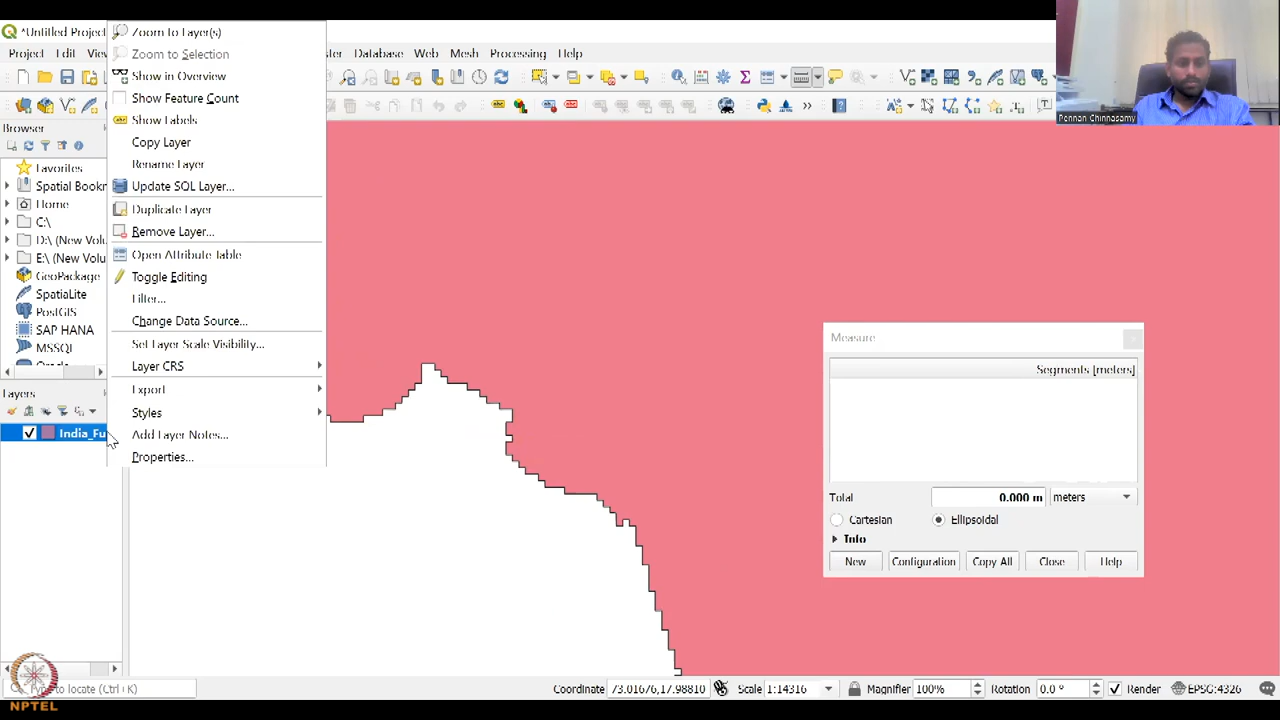 *Untitled Project
Project Edit Database Web Mesh Processing Help
Zoom to Layer(s)
Zoom to Selection
Show in Overview
Show Feature Count
Show Labels
Copy Layer
Rename Layer
Update SQL Layer...
Duplicate Layer
Remove Layer...
Open Attribute Table
Toggle Editing
Filter...
Change Data Source...
Set Layer Scale Visibility...
Layer CRS
Export
Styles
Add Layer Notes...
Properties...
Browser
Favorites
Spatial Bookm
Home
C:\
D:\ (New Volu
E:\ (New Volu
GeoPackage
SpatiaLite
PostGIS
SAP HANA
MSSQL
Layers
India_Fu
Pennan Chinnasamy
Measure
Segments [meters]
Total 0.000 m meters
Cartesian Ellipsoidal
Info
New Configuration Copy All Close Help
Type to locate (Ctrl+K) Coordinate 73.01676,17.98810 Scale 1:14316 Magnifier 100% Rotation 0.0 ° Render EPSG:4326
NPTEL